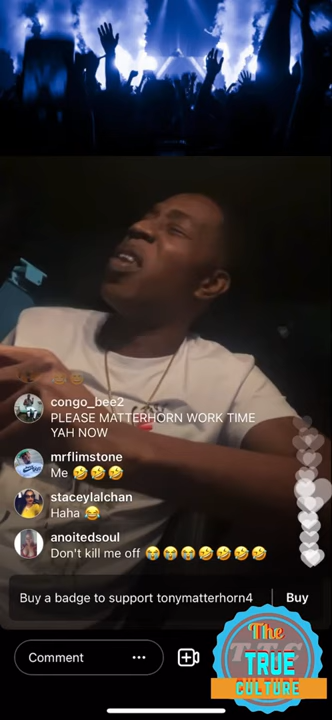 congo_bee2
PLEASE MATTERHORN WORK TIME
YAH NOW
mrflimstone
Me 🤣🤣🤣
staceylalchan
Haha 😂
anoitedsoul
Don't kill me off 😭😭😭🤣🤣🤣🤣
Buy a badge to support tonymatterhorn4
Buy
Comment
The
TRUE
CULTURE